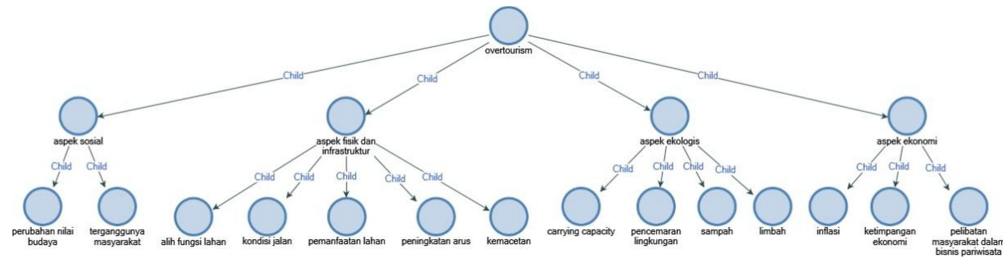 overtourism
Child
Child
Child
Child
aspek sosial
aspek fisik dan
infrastruktur
aspek ekologis
aspek ekonomi
Child
Child
Child
Child
Child
Child
Child
Child
Child
Child
Child
Child
Child
Child
perubahan nilai
budaya
terganggunya
masyarakat
alih fungsi lahan
kondisi jalan
pemanfaatan lahan
peningkatan arus
kemacetan
carrying capacity
pencemaran
lingkungan
sampah
limbah
inflasi
ketimpangan
ekonomi
pelibatan
masyarakat dalam
bisnis pariwisata